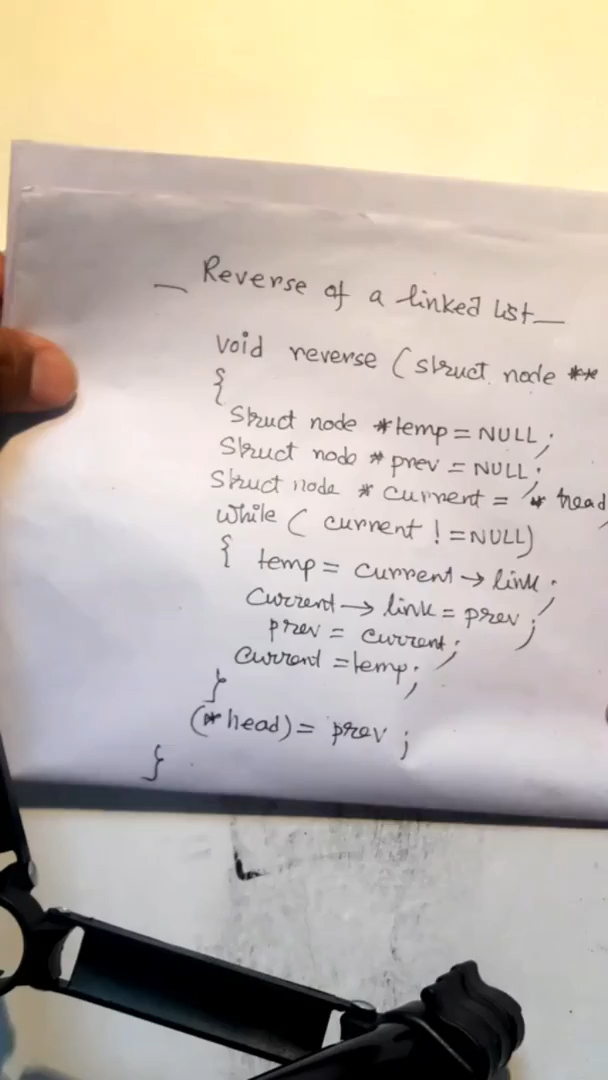 Reverse of a linked list
void reverse (struct node **
{
Struct node *temp = NULL;
Struct node *prev = NULL;
Struct node * current = * head
while ( current != NULL)
{ temp = current → link;
current → link = prev;
prev = current;
current = temp;
}
(*head) = prev;
}